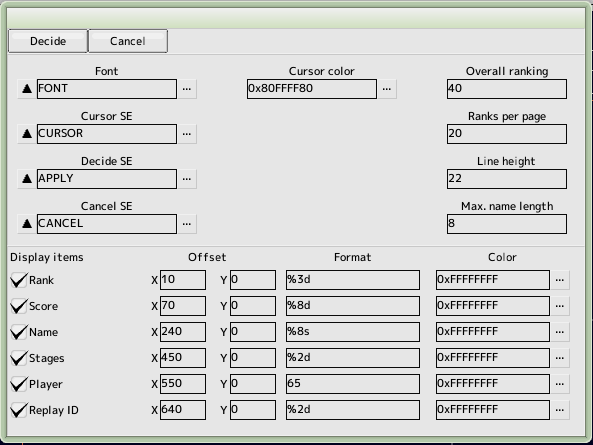 Decide Cancel
Font Cursor color Overall ranking
▲ FONT ... 0x80FFFF80 ... 40
Cursor SE Ranks per page
▲ CURSOR ... 20
Decide SE Line height
▲ APPLY ... 22
Cancel SE Max. name length
▲ CANCEL ... 8
Display items Offset Format Color
Rank X 10 Y 0 %3d 0xFFFFFFFF ...
Score X 70 Y 0 %8d 0xFFFFFFFF ...
Name X 240 Y 0 %8s 0xFFFFFFFF ...
Stages X 450 Y 0 %2d 0xFFFFFFFF ...
Player X 550 Y 0 65 0xFFFFFFFF ...
Replay ID X 640 Y 0 %2d 0xFFFFFFFF ...